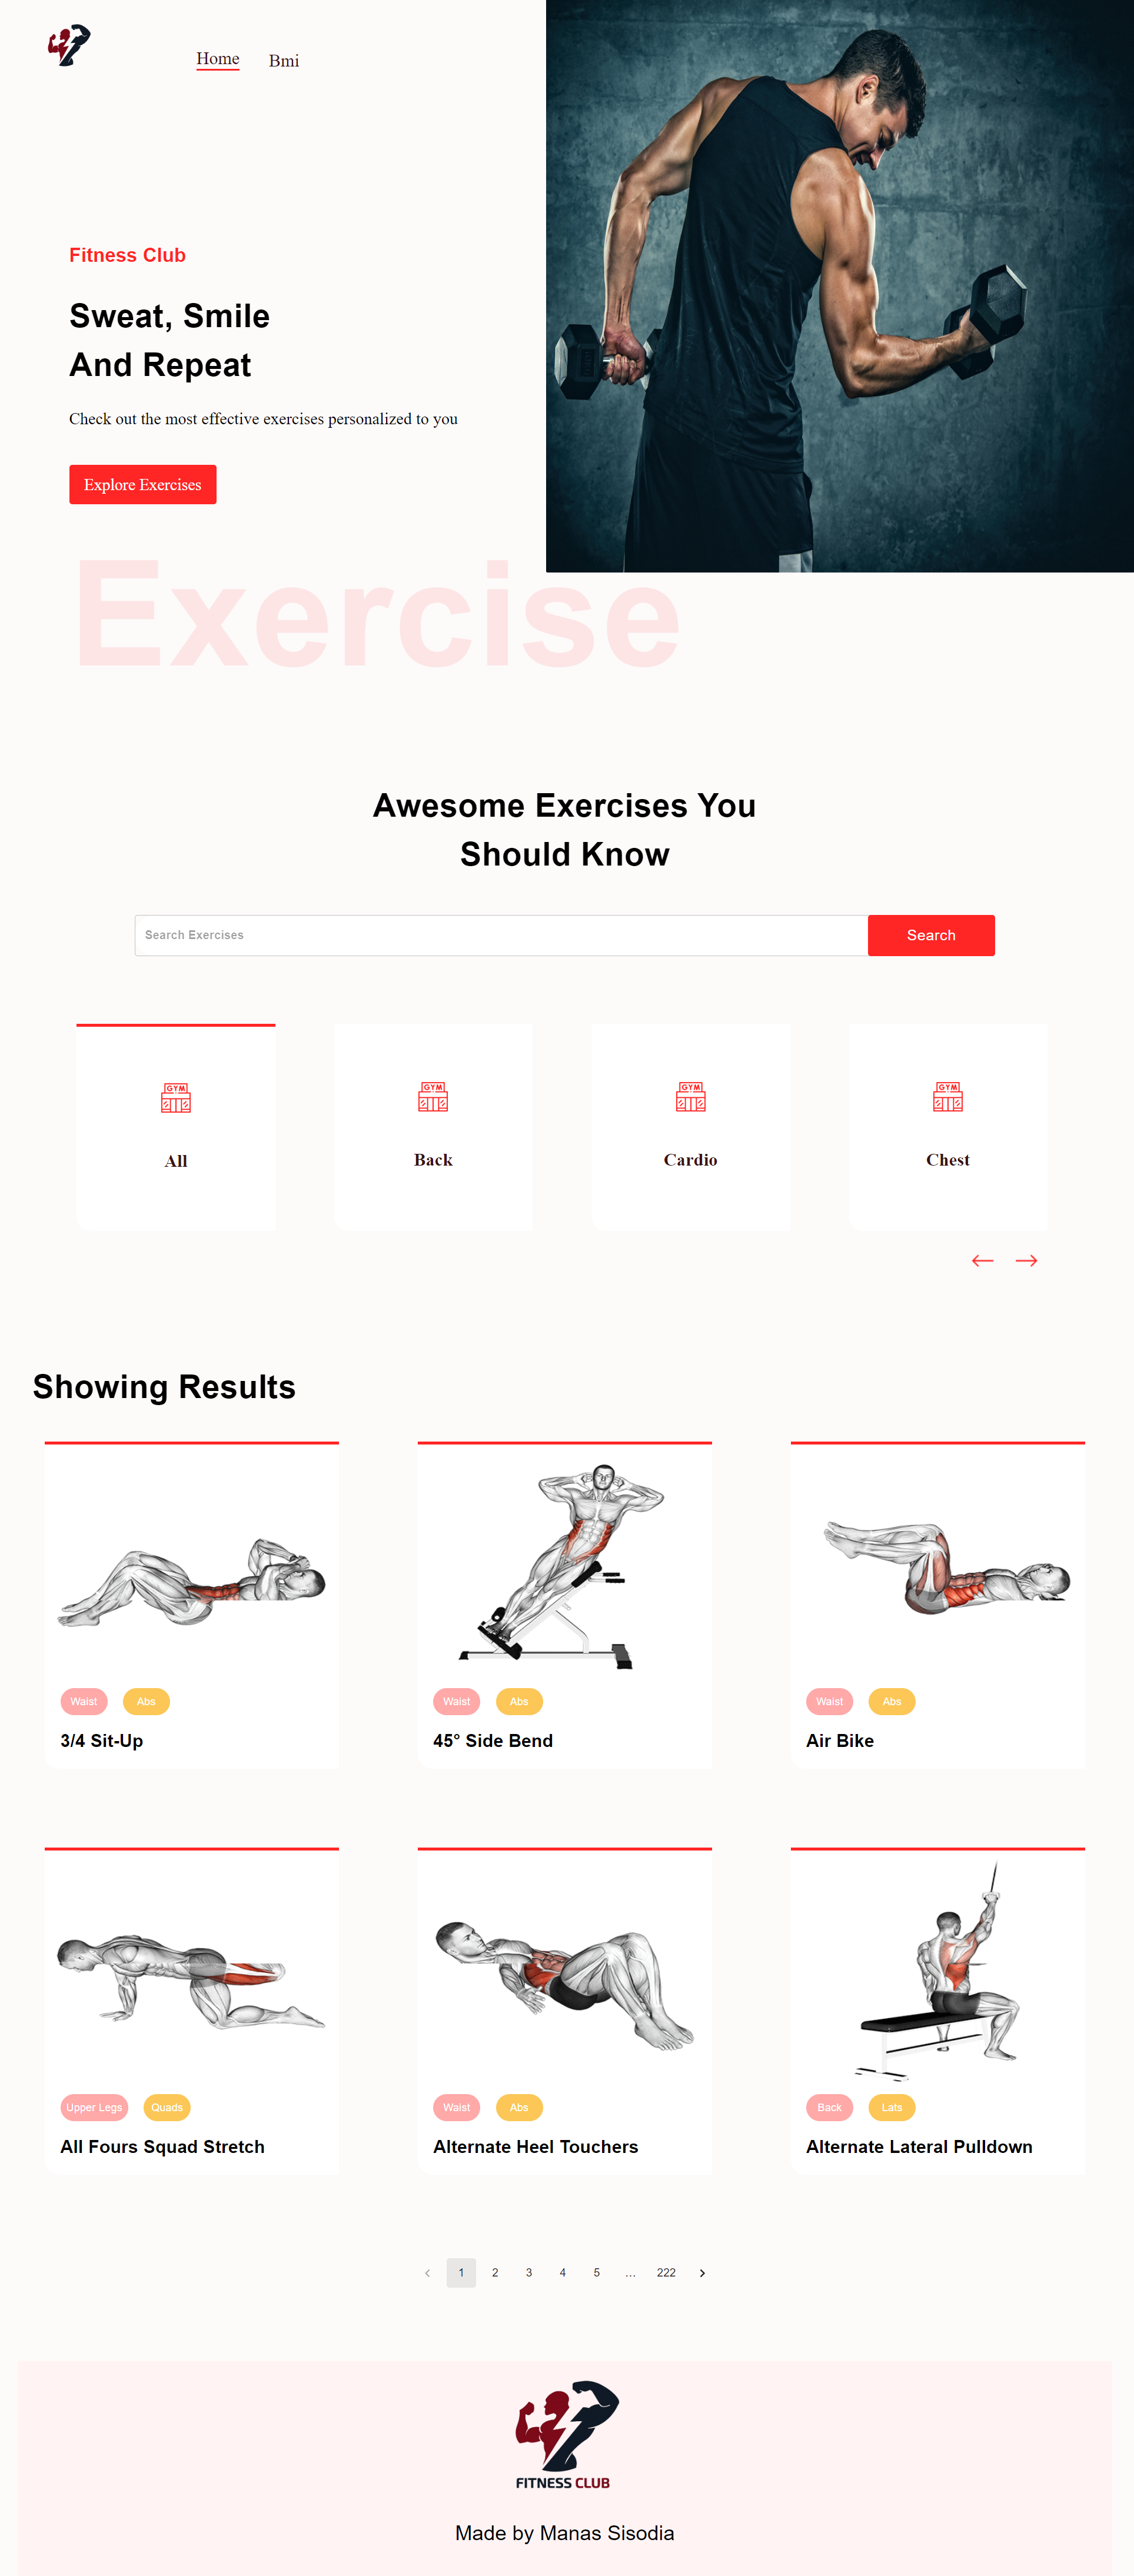 Home
Bmi
Fitness Club
Sweat, Smile
And Repeat
Check out the most effective exercises personalized to you
Explore Exercises
Exercise
Awesome Exercises You
Should Know
Search Exercises
Search
GYM
All
GYM
Back
GYM
Cardio
GYM
Chest
Showing Results
Waist
Abs
3/4 Sit-Up
Waist
Abs
45° Side Bend
Waist
Abs
Air Bike
Upper Legs
Quads
All Fours Squad Stretch
Waist
Abs
Alternate Heel Touchers
Back
Lats
Alternate Lateral Pulldown
1 2 3 4 5 … 222
FITNESS CLUB
Made by Manas Sisodia